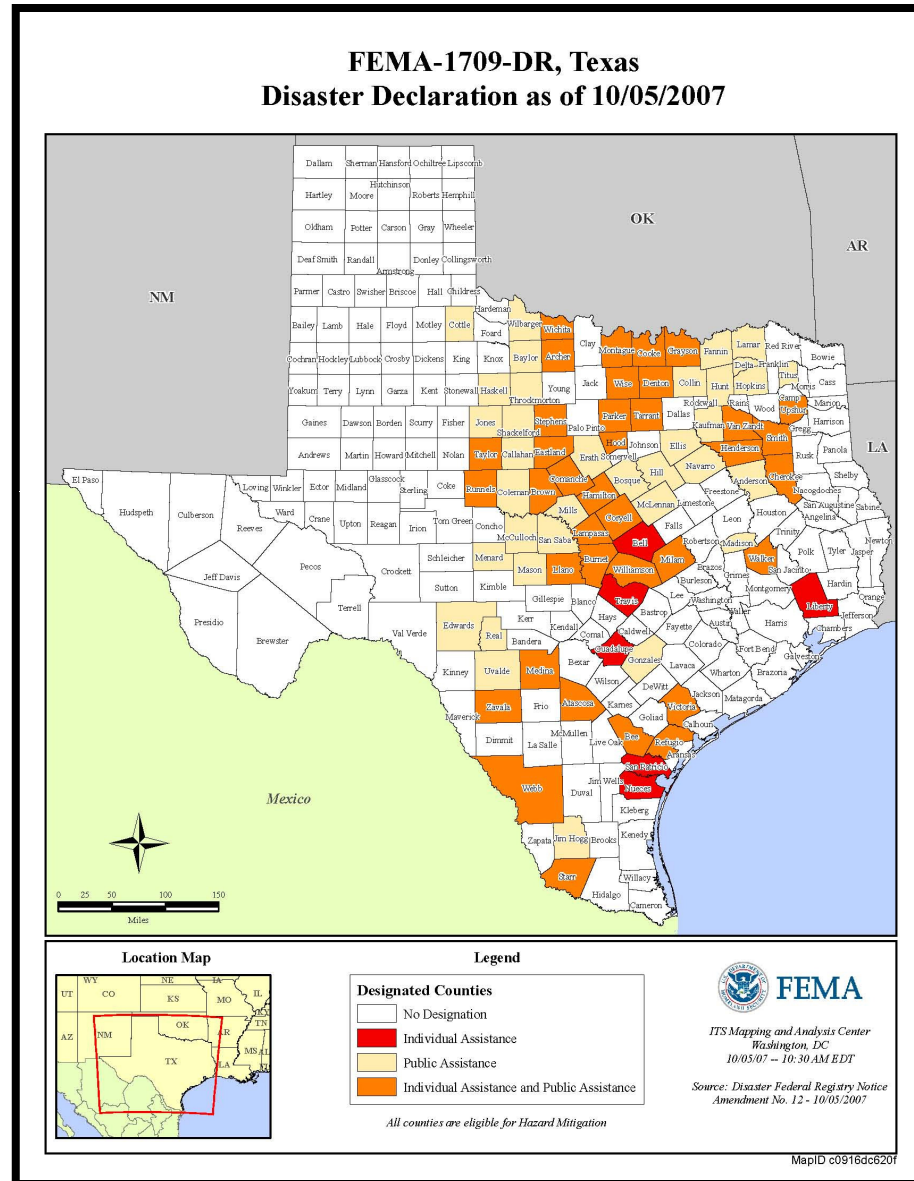 FEMA-1709-DR, Texas
Disaster Declaration as of 10/05/2007
Dallam Sherman Hansford Ochiltree Lipscomb
Hutchinson
Hartley Moore Roberts Hemphill
OK
Oldham Potter Carson Gray Wheeler
AR
Deaf Smith Randall Donley Collingsworth
Armstrong
NM
Parmer Castro Swisher Briscoe Hall Childress
Hardeman
Bailey Lamb Hale Floyd Motley Cottle Foard Wilbarger Wichita
Clay
Cochran Hockley Lubbock Crosby Dickens King Knox Baylor Archer Montague Cooke Grayson Fannin Lamar Red River Bowie
Delta Franklin Titus Morris Cass
Yoakum Terry Lynn Garza Kent Stonewall Haskell Throckmorton Young Jack Wise Denton Collin Hunt Hopkins
Rockwall Rains Wood Camp Upshur Marion
Gaines Dawson Borden Scurry Fisher Jones Shackelford Stephens Palo Pinto Parker Tarrant Dallas Kaufman Van Zandt Gregg Harrison
LA
Andrews Martin Howard Mitchell Nolan Taylor Callahan Eastland Erath Hood Somervell Johnson Ellis Henderson Smith Rusk Panola
El Paso Loving Winkler Ector Midland Glasscock Sterling Coke Runnels Coleman Brown Comanche Bosque Hill Navarro Anderson Cherokee Nacogdoches Shelby
Hudspeth Culberson Reeves Ward Crane Upton Reagan Irion Tom Green Concho Mills Hamilton McLennan Limestone Freestone Leon Houston San Augustine Sabine
Angelina Trinity Newton
Jeff Davis Pecos Crockett Schleicher Menard McCulloch San Saba Lampasas Coryell Bell Falls Robertson Madison Walker Polk Tyler Jasper
Presidio Brewster Terrell Sutton Kimble Mason Llano Burnet Williamson Milam Brazos Grimes San Jacinto Hardin
Val Verde Edwards Real Kerr Gillespie Blanco Travis Lee Burleson Washington Montgomery Liberty Orange
Bandera Kendall Comal Hays Caldwell Bastrop Fayette Austin Waller Harris Chambers Jefferson
Kinney Uvalde Medina Bexar Guadalupe Gonzales Lavaca Colorado Fort Bend Galveston
Wilson DeWitt Wharton Brazoria
Maverick Zavala Frio Atascosa Karnes Goliad Victoria Jackson Matagorda
Dimmit La Salle McMullen Live Oak Bee Refugio Calhoun
Aransas
Mexico
Webb Duval Jim Wells San Patricio
Nueces
Kleberg
Zapata Jim Hogg Brooks Kenedy
Starr Hidalgo Willacy
Cameron
0 25 50 100 150
Miles
Location Map
WY NE IA IL
UT CO KS MO KY
AZ NM OK AR TN
TX MS AL
LA
Legend
Designated Counties
No Designation
Individual Assistance
Public Assistance
Individual Assistance and Public Assistance
All counties are eligible for Hazard Mitigation
FEMA
ITS Mapping and Analysis Center
Washington, DC
10/05/07 -- 10:30 AM EDT
Source: Disaster Federal Registry Notice
Amendment No. 12 - 10/05/2007
MapID c0916dc620f